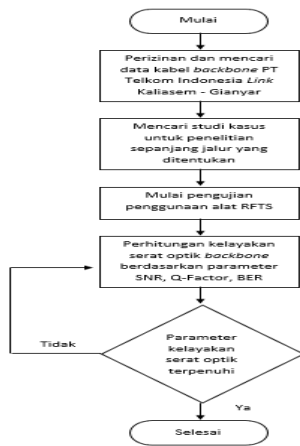 Mulai
Perizinan dan mencari
data kabel backbone PT
Telkom Indonesia Link
Kaliasem - Gianyar
Mencari studi kasus
untuk penelitian
sepanjang jalur yang
ditentukan
Mulai pengujian
penggunaan alat RFTS
Perhitungan kelayakan
serat optik backbone
berdasarkan parameter
SNR, Q-Factor, BER
Tidak
Parameter
kelayakan
serat optik
terpenuhi
Ya
Selesai